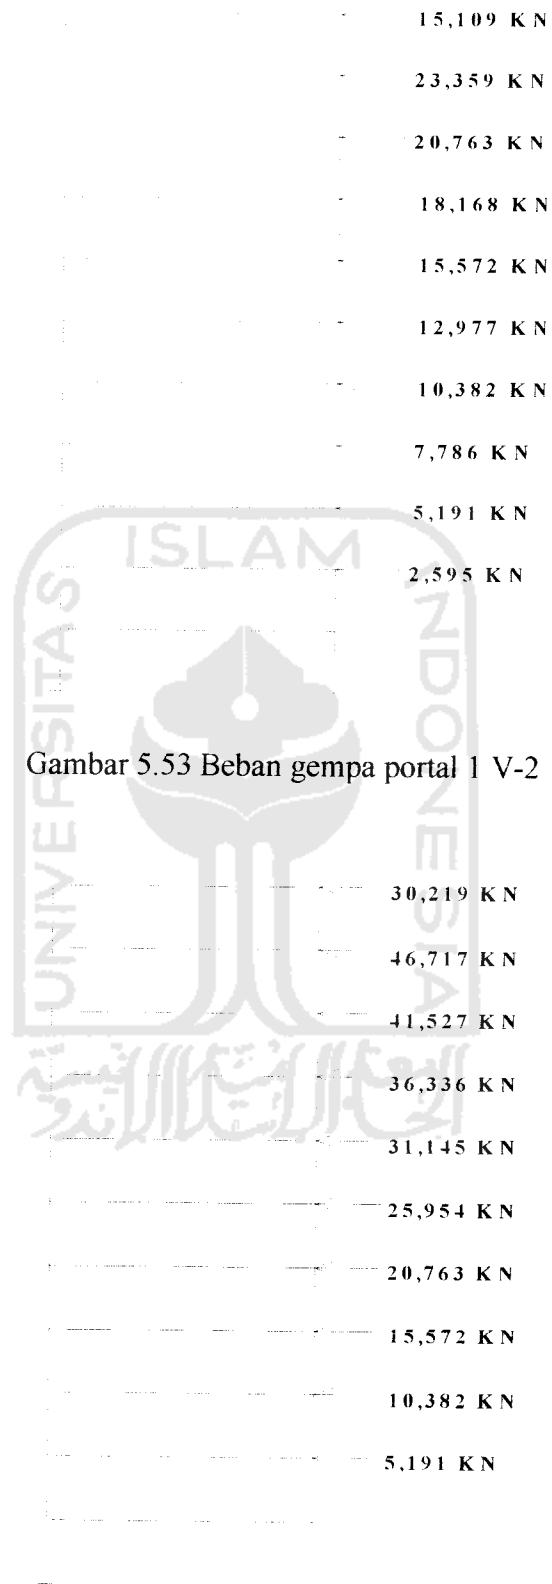 15,109 KN
23,359 KN
20,763 KN
18,168 KN
15,572 KN
12,977 KN
10,382 KN
7,786 KN
5,191 KN
2,595 KN
ISLAM
UNIVERSITAS
INDONESIA
Gambar 5.53 Beban gempa portal 1 V-2
30,219 KN
46,717 KN
41,527 KN
36,336 KN
31,145 KN
25,954 KN
20,763 KN
15,572 KN
10,382 KN
5,191 KN